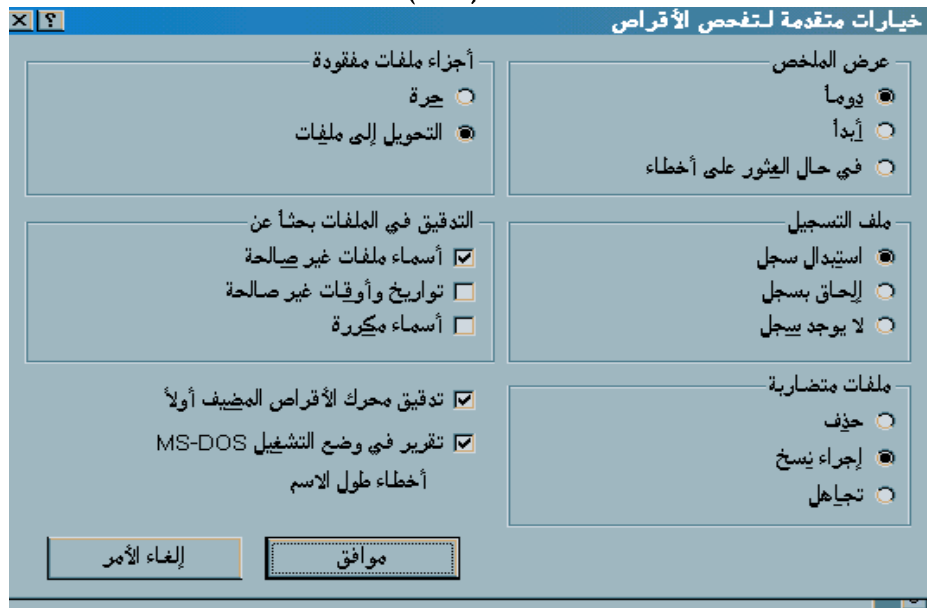 خيارات متقدمة لتفحص الأقراص
عرض الملخص
دوماً
أبداً
في حال العثور على أخطاء
أجزاء ملفات مفقودة
حرة
التحويل إلى ملفات
ملف التسجيل
استبدال سجل
إلحاق بسجل
لا يوجد سجل
التدقيق في الملفات بحثاً عن
أسماء ملفات غير صالحة
تواريخ وأوقات غير صالحة
أسماء مكررة
ملفات متضاربة
حذف
إجراء نسخ
تجاهل
تدقيق محرك الأقراص المضيف أولاً
تقرير في وضع التشغيل MS-DOS
أخطاء طول الاسم
موافق
إلغاء الأمر